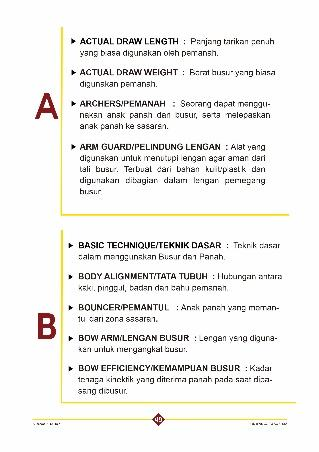 A
▶ ACTUAL DRAW LENGTH : Panjang tarikan penuh
yang biasa digunakan oleh pemanah.
▶ ACTUAL DRAW WEIGHT : Berat busur yang biasa
digunakan pemanah.
▶ ARCHERS/PEMANAH : Seorang dapat menggu-
nakan anak panah dan busur, serta melepaskan
anak panah ke sasaran.
▶ ARM GUARD/PELINDUNG LENGAN : Alat yang
digunakan untuk menutupi lengan agar aman dari
tali busur. Terbuat dari bahan kulit/plastik dan
digunakan dibagian dalam lengan pemegang
busur.
B
▶ BASIC TECHNIQUE/TEKNIK DASAR : Teknik dasar
dalam menggunakan Busur dan Panah.
▶ BODY ALIGNMENT/TATA TUBUH : Hubungan antara
kaki, pinggul, badan dan bahu pemanah.
▶ BOUNCER/PEMANTUL : Anak panah yang meman-
tul dari zona sasaran.
▶ BOW ARM/LENGAN BUSUR : Lengan yang diguna-
kan untuk mengangkat busur.
▶ BOW EFFICIENCY/KEMAMPUAN BUSUR : Kadar
tenaga kinektik yang diterima panah pada saat diba-
sang dibusur.